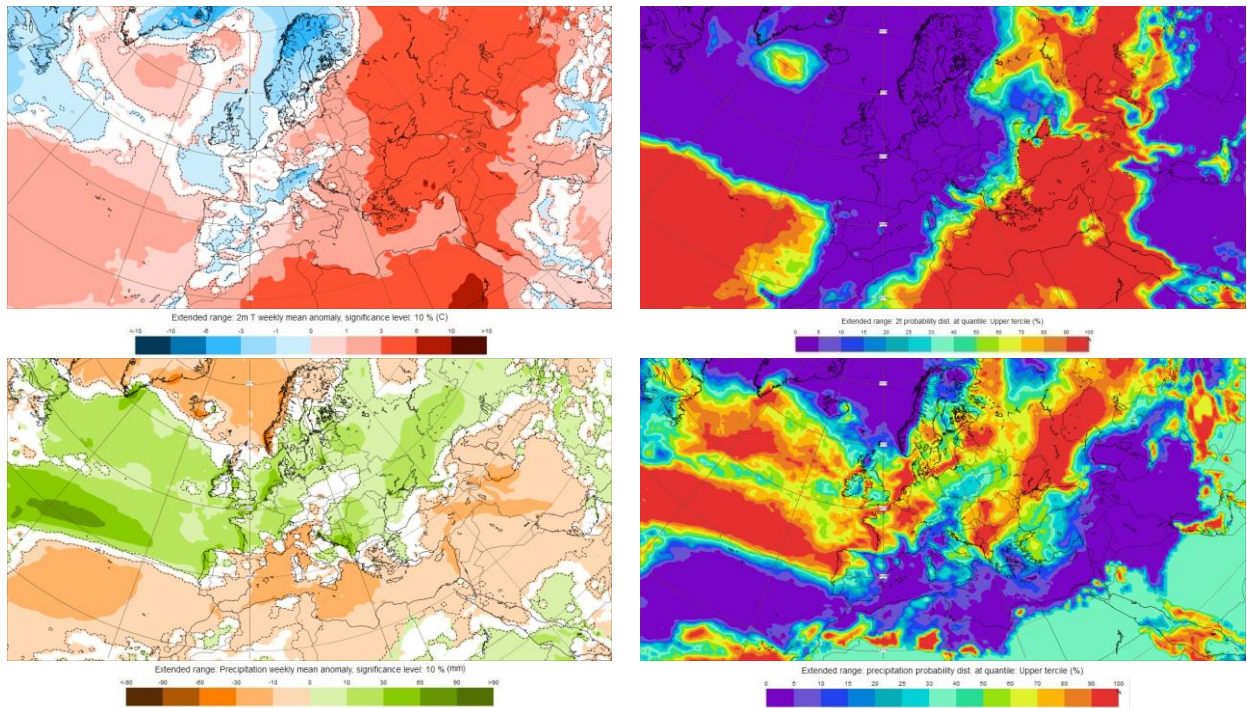 Extended range: 2m T weekly mean anomaly, significance level: 10 % (C)
<-10 -10 -6 -3 -1 0 1 3 6 10 >10
Extended range: 2t probability dist. at quantile: Upper tercile (%)
0 5 10 15 20 33 40 50 60 70 80 90 100
%
Extended range: Precipitation weekly mean anomaly, significance level: 10 % (mm)
<-90 -90 -60 -30 -10 0 10 30 60 90 >90
Extended range: precipitation probability dist. at quantile: Upper tercile (%)
0 5 10 15 20 33 40 50 60 70 80 90 100
%